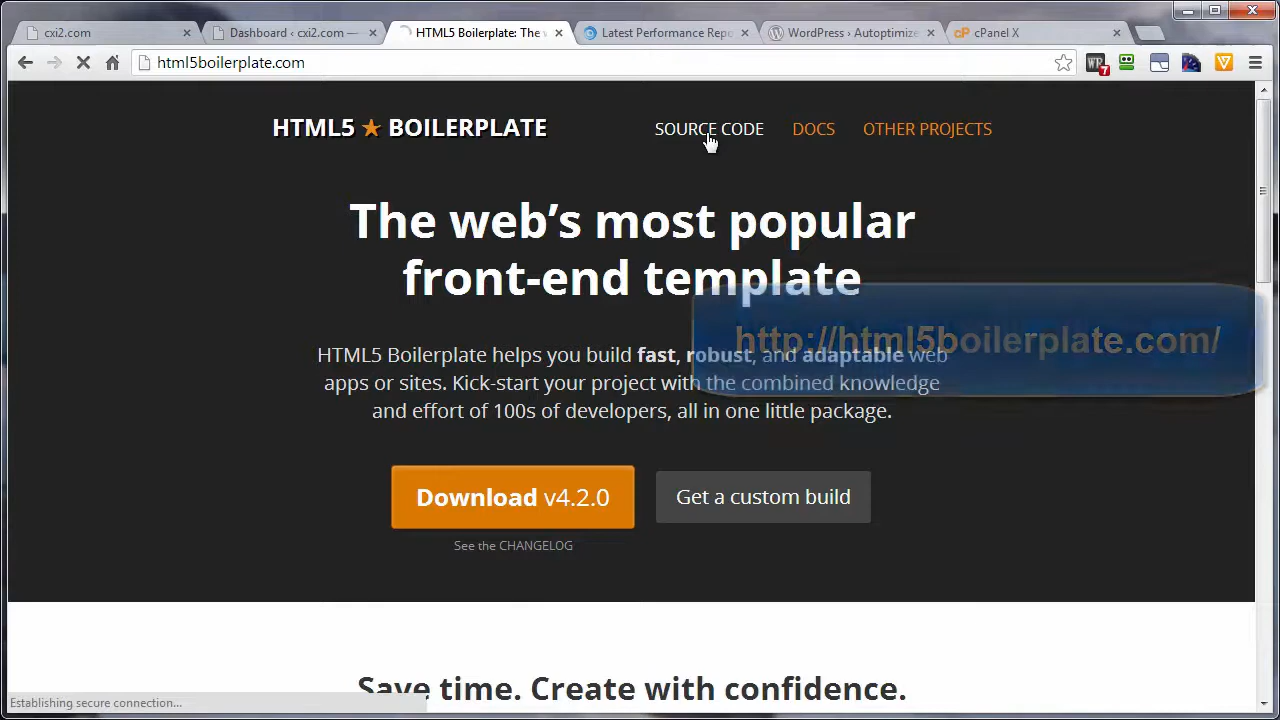 cxi2.com
Dashboard ‹ cxi2.com —
HTML5 Boilerplate: The w
Latest Performance Repo
WordPress › Autoptimize
cP cPanel X
html5boilerplate.com
7
HTML5 ★ BOILERPLATE
SOURCE CODE
DOCS
OTHER PROJECTS
The web's most popular
front-end template
http://html5boilerplate.com/
HTML5 Boilerplate helps you build fast, robust, and adaptable web
apps or sites. Kick-start your project with the combined knowledge
and effort of 100s of developers, all in one little package.
Download v4.2.0
Get a custom build
See the CHANGELOG
Save time. Create with confidence.
Establishing secure connection...